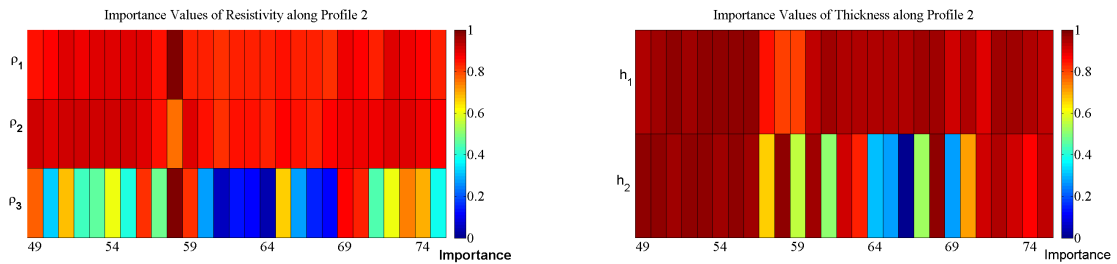 Importance Values of Resistivity along Profile 2
ρ1
ρ2
ρ3
49 54 59 64 69 74
1
0.8
0.6
0.4
0.2
0
Importance
Importance Values of Thickness along Profile 2
h1
h2
49 54 59 64 69 74
1
0.8
0.6
0.4
0.2
0
Importance